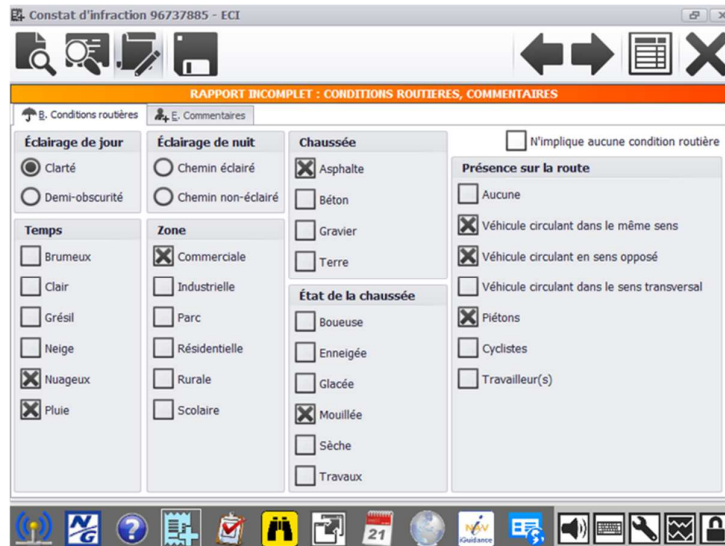 Constat d'infraction 96737885 - ECI
RAPPORT INCOMPLET : CONDITIONS ROUTIERES, COMMENTAIRES
B. Conditions routières
E. Commentaires
Éclairage de jour
Clarté
Demi-obscurité
Éclairage de nuit
Chemin éclairé
Chemin non-éclairé
Chaussée
Asphalte
Béton
Gravier
Terre
N'implique aucune condition routière
Présence sur la route
Aucune
Véhicule circulant dans le même sens
Véhicule circulant en sens opposé
Véhicule circulant dans le sens transversal
Piétons
Cyclistes
Travailleur(s)
Temps
Brumeux
Clair
Grésil
Neige
Nuageux
Pluie
Zone
Commerciale
Industrielle
Parc
Résidentielle
Rurale
Scolaire
État de la chaussée
Boueuse
Enneigée
Glacée
Mouillée
Sèche
Travaux
N/G
?
21
Nav
iGuidance